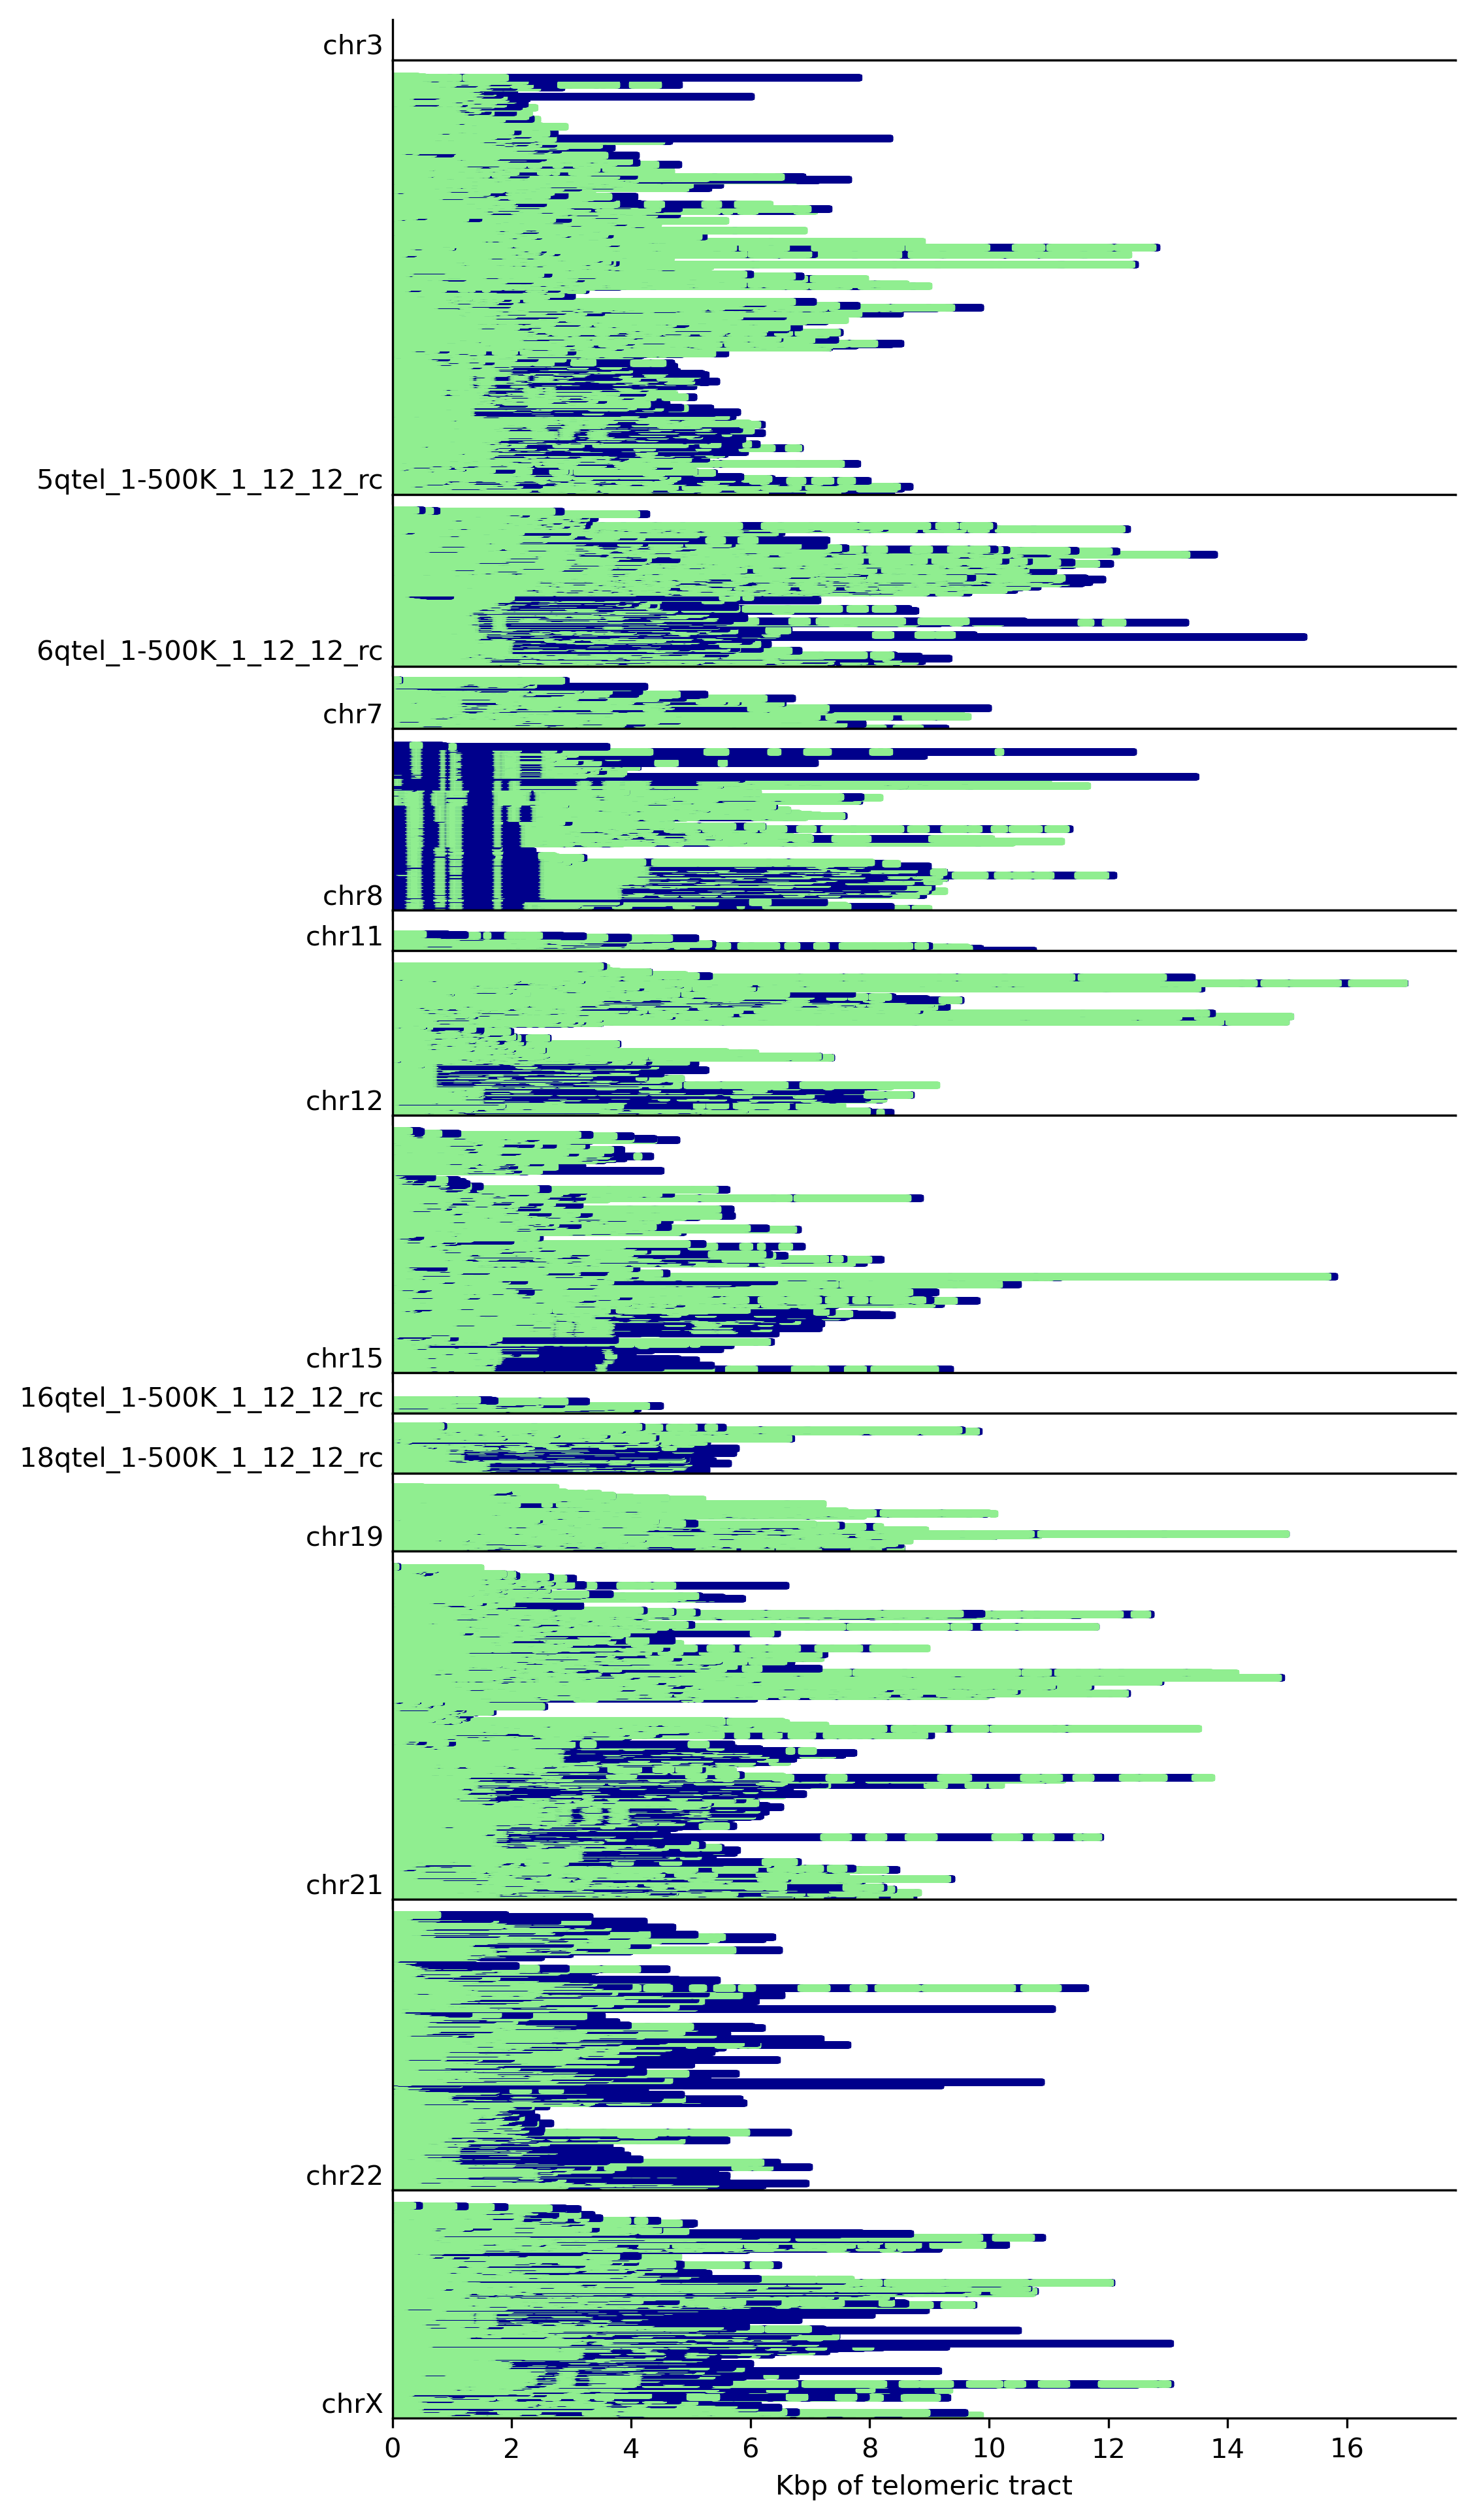 chr3
5qtel_1-500K_1_12_12_rc
6qtel_1-500K_1_12_12_rc
chr7
chr8
chr11
chr12
chr15
16qtel_1-500K_1_12_12_rc
18qtel_1-500K_1_12_12_rc
chr19
chr21
chr22
chrX
0 2 4 6 8 10 12 14 16
Kbp of telomeric tract